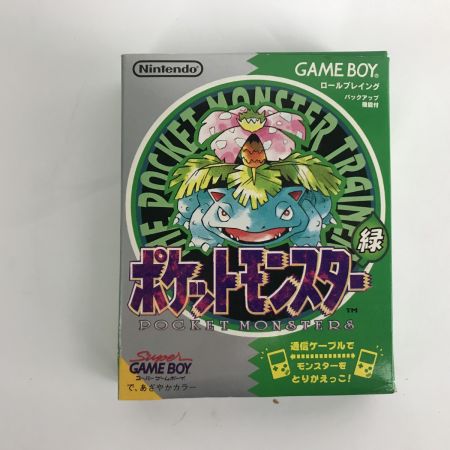 Nintendo
GAME BOY
ロールプレイング
バックアップ
機能付
THE POCKET MONSTER TRAINER
緑
ポケットモンスター
TM
POCKET MONSTERS
Super
GAME BOY
スーパーゲームボーイ
で、あざやかカラー
通信ケーブルで
モンスターを
とりかえっこ!